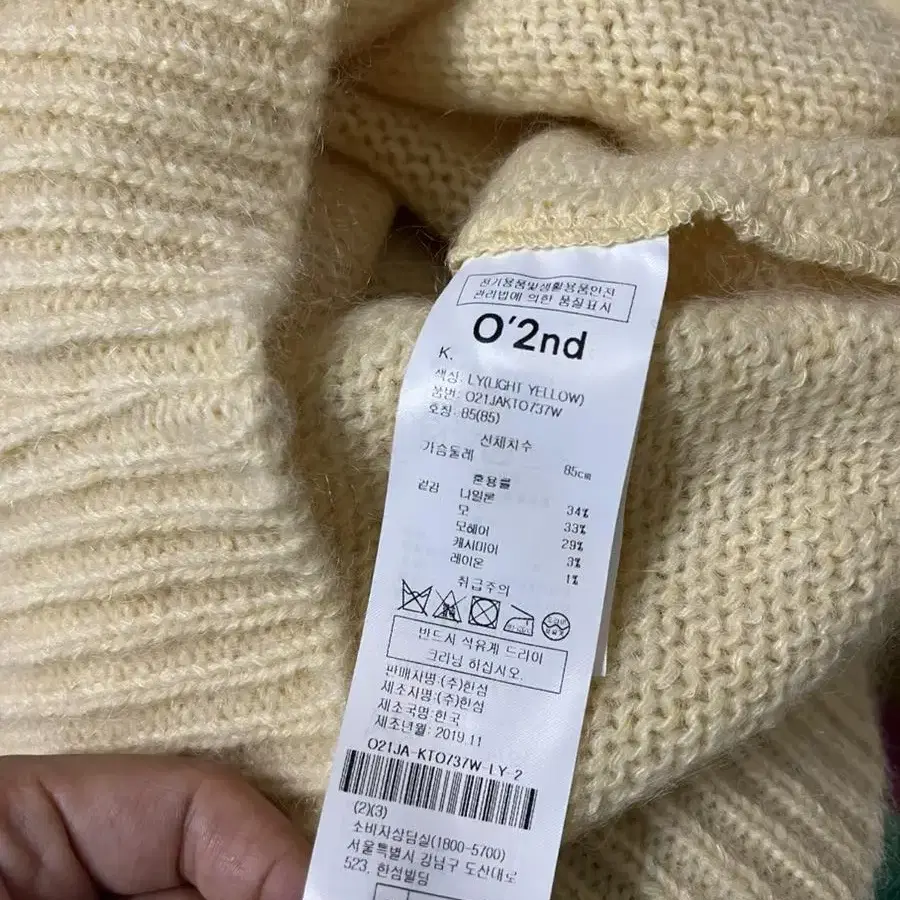 전기용품및생활용품안전
관리법에 의한 품질표시
O'2nd
K.
색상: LY(LIGHT YELLOW)
품번: O21JAKTO737W
호칭: 85(85)
신체치수
가슴둘레 85cm
혼용률
겉감 나일론 34%
모 33%
모헤어 29%
캐시미어 3%
레이온 1%
취급주의
반드시 석유계 드라이
크리닝 하십시오.
판매자명:(주)한섬
제조자명:(주)한섬
제조국명:한국
제조년월: 2019.11
O21JA-KTO737W-LY-2
(2)(3)
소비자상담실(1800-5700)
서울특별시 강남구 도산대로
523, 한섬빌딩